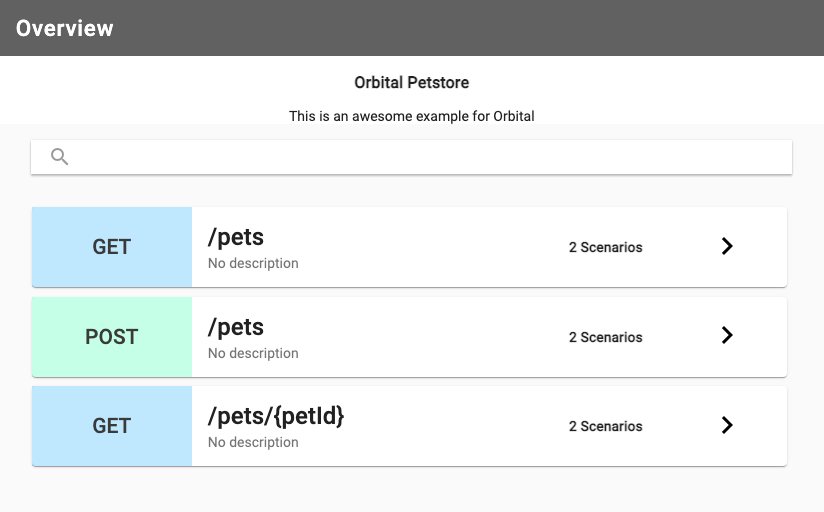 Overview
Orbital Petstore
This is an awesome example for Orbital
GET
/pets
No description
2 Scenarios
POST
/pets
No description
2 Scenarios
GET
/pets/{petId}
No description
2 Scenarios